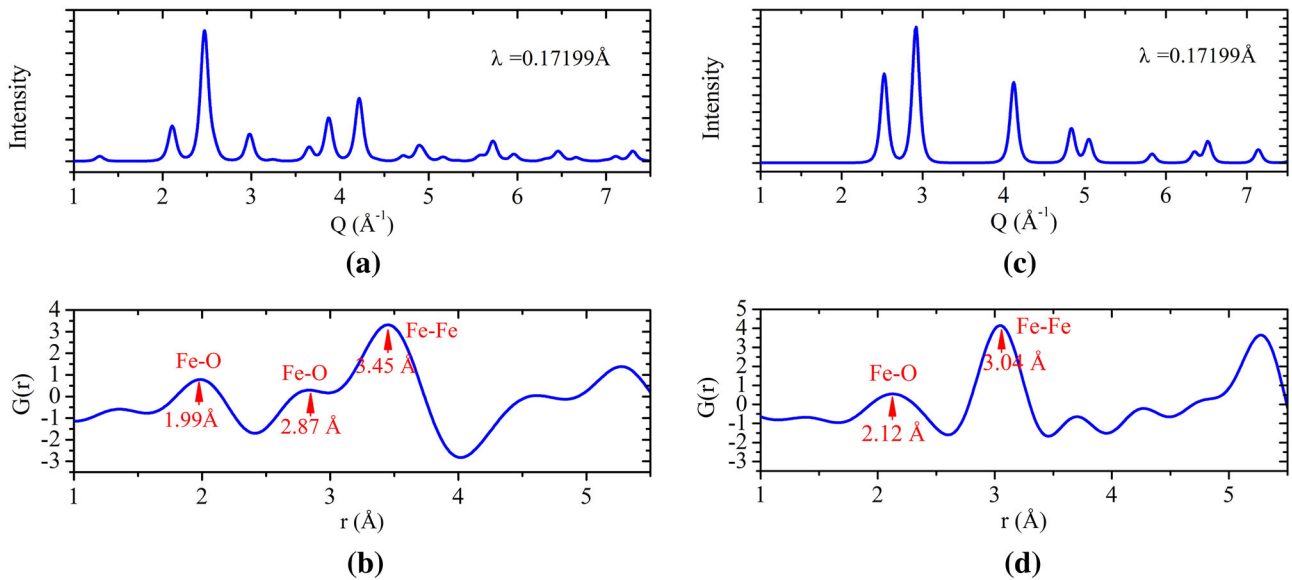 Intensity
λ =0.17199Å
1 2 3 4 5 6 7
Q (Å⁻¹)
(a)
Intensity
λ =0.17199Å
1 2 3 4 5 6 7
Q (Å⁻¹)
(c)
G(r)
4
3
2
1
0
-1
-2
-3
Fe-O
1.99Å
Fe-O
2.87 Å
Fe-Fe
3.45 Å
1 2 3 4 5
r (Å)
(b)
G(r)
5
4
3
2
1
0
-1
-2
-3
Fe-O
2.12 Å
Fe-Fe
3.04 Å
1 2 3 4 5
r (Å)
(d)